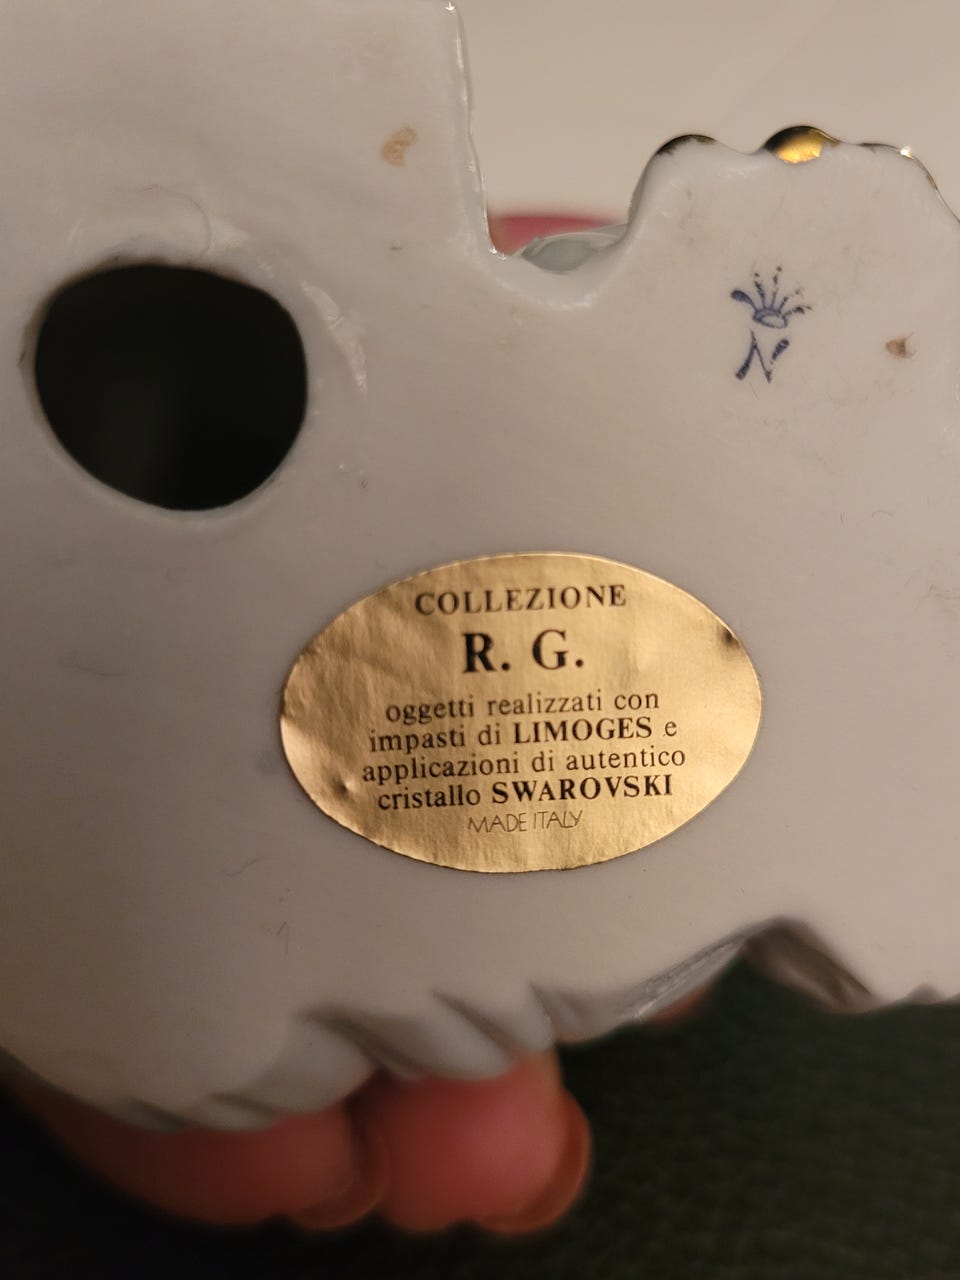 N
COLLEZIONE
R. G.
oggetti realizzati con
impasti di LIMOGES e
applicazioni di autentico
cristallo SWAROVSKI
MADE ITALY